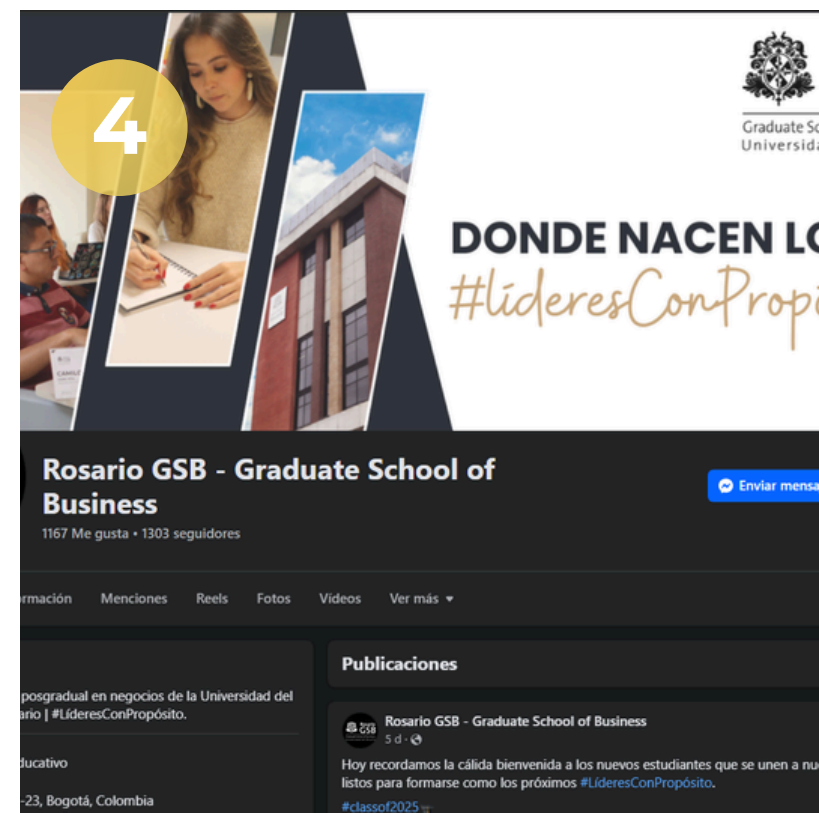 4
Graduate Sc
Universida
DONDE NACEN LO
#líderesConPropó
Rosario GSB - Graduate School of
Business
1167 Me gusta • 1303 seguidores
Enviar mensa
rmación Menciones Reels Fotos Vídeos Ver más
Publicaciones
posgradual en negocios de la Universidad del
ario | #LíderesConPropósito.
ducativo
-23, Bogotá, Colombia
GSB
Rosario GSB - Graduate School of Business
5 d
Hoy recordamos la cálida bienvenida a los nuevos estudiantes que se unen a nu
listos para formarse como los próximos #LíderesConPropósito.
#classof2025